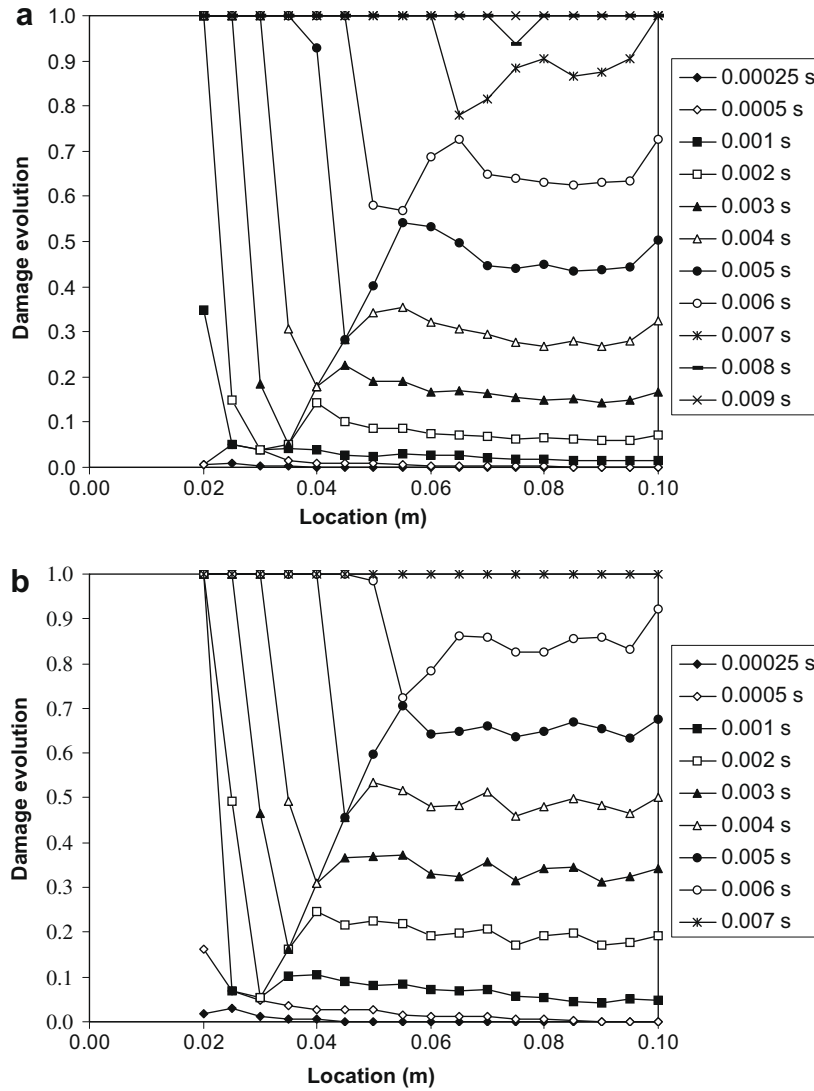 a
1.0
0.9
0.8
0.7
0.6
0.5
0.4
0.3
0.2
0.1
0.0
Damage evolution
0.00 0.02 0.04 0.06 0.08 0.10
Location (m)
0.00025 s
0.0005 s
0.001 s
0.002 s
0.003 s
0.004 s
0.005 s
0.006 s
0.007 s
0.008 s
0.009 s
b
1.0
0.9
0.8
0.7
0.6
0.5
0.4
0.3
0.2
0.1
0.0
Damage evolution
0.00 0.02 0.04 0.06 0.08 0.10
Location (m)
0.00025 s
0.0005 s
0.001 s
0.002 s
0.003 s
0.004 s
0.005 s
0.006 s
0.007 s